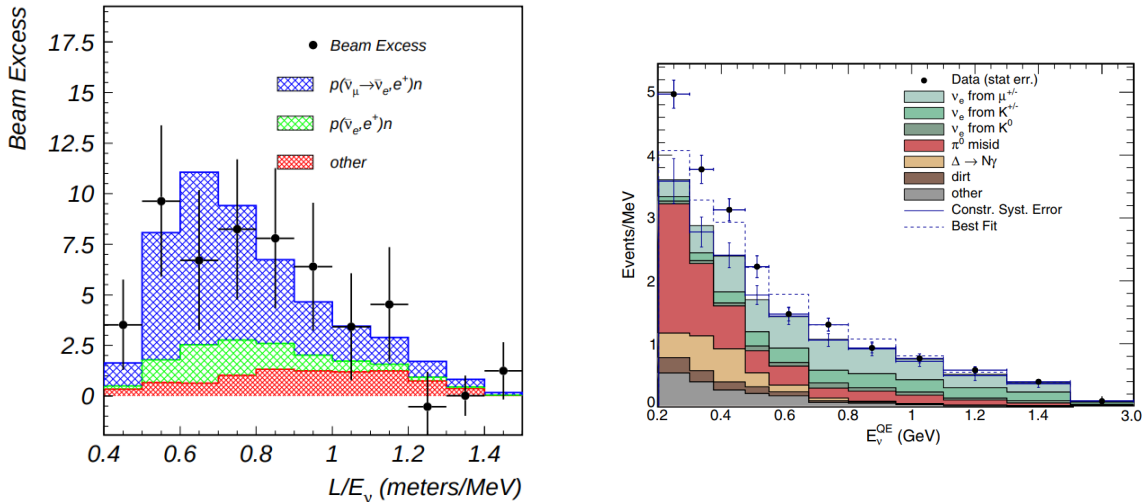 Beam Excess
17.5
15
12.5
10
7.5
5
2.5
0
Beam Excess
p(ν̄μ→ν̄e,e⁺)n
p(ν̄e,e⁺)n
other
0.4
0.6
0.8
1
1.2
1.4
L/Eν (meters/MeV)
Events/MeV
5
4
3
2
1
0
Data (stat err.)
νe from μ+/-
νe from K+/-
νe from K0
π0 misid
Δ → Nγ
dirt
other
Constr. Syst. Error
Best Fit
0.2
0.4
0.6
0.8
1
1.2
1.4
3.0
EνQE (GeV)